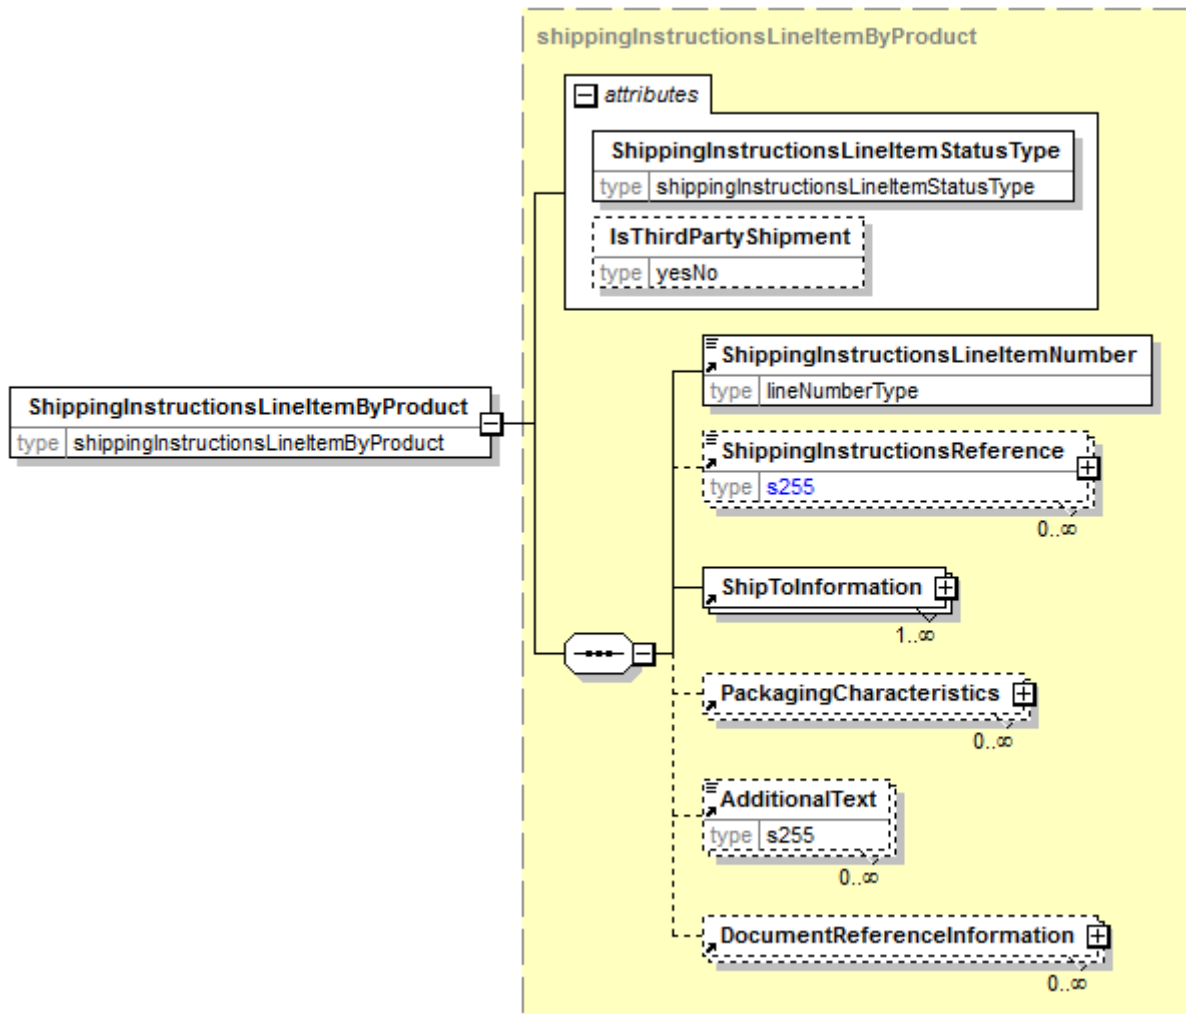 shippingInstructionsLineItemByProduct
attributes
ShippingInstructionsLineItemStatusType
type shippingInstructionsLineItemStatusType
IsThirdPartyShipment
type yesNo
ShippingInstructionsLineItemNumber
type lineNumberType
ShippingInstructionsLineItemByProduct
type shippingInstructionsLineItemByProduct
ShippingInstructionsReference
type s255
0..∞
ShipToInformation
1..∞
PackagingCharacteristics
0..∞
AdditionalText
type s255
0..∞
DocumentReferenceInformation
0..∞